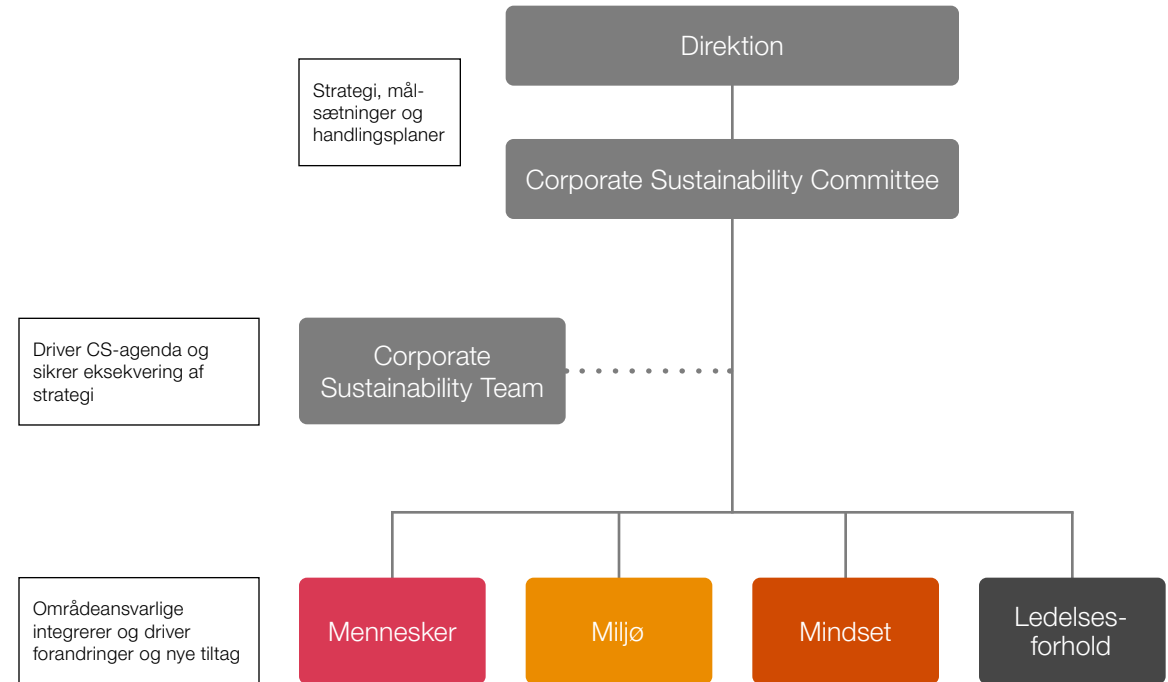 Direktion
Strategi, mål-
sætninger og
handlingsplaner
Corporate Sustainability Committee
Driver CS-agenda og
sikrer eksekvering af
strategi
Corporate
Sustainability Team
Områdeansvarlige
integrerer og driver
forandringer og nye tiltag
Mennesker
Miljø
Mindset
Ledelses-
forhold